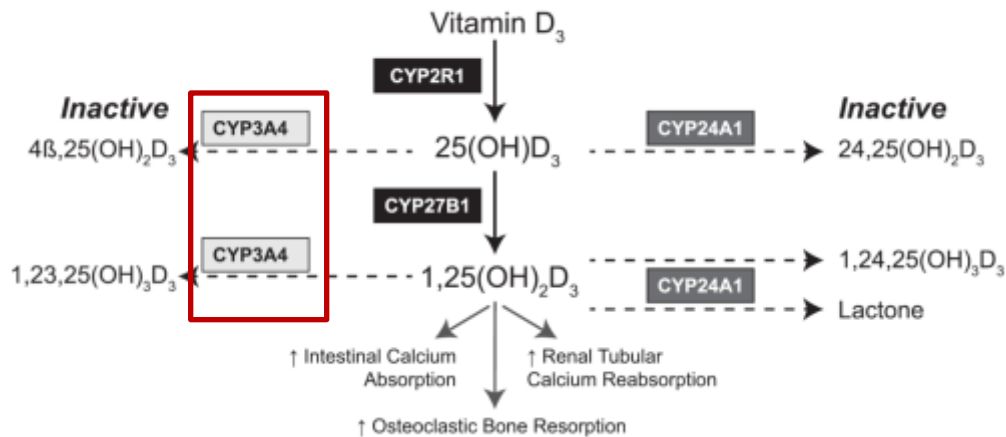 Vitamin D₃
CYP2R1
Inactive
CYP3A4
CYP24A1
Inactive
4ß,25(OH)₂D₃
25(OH)D₃
24,25(OH)₂D₃
CYP27B1
CYP3A4
1,23,25(OH)₃D₃
1,25(OH)₂D₃
1,24,25(OH)₃D₃
CYP24A1
Lactone
↑ Intestinal Calcium
Absorption
↑ Renal Tubular
Calcium Reabsorption
↑ Osteoclastic Bone Resorption